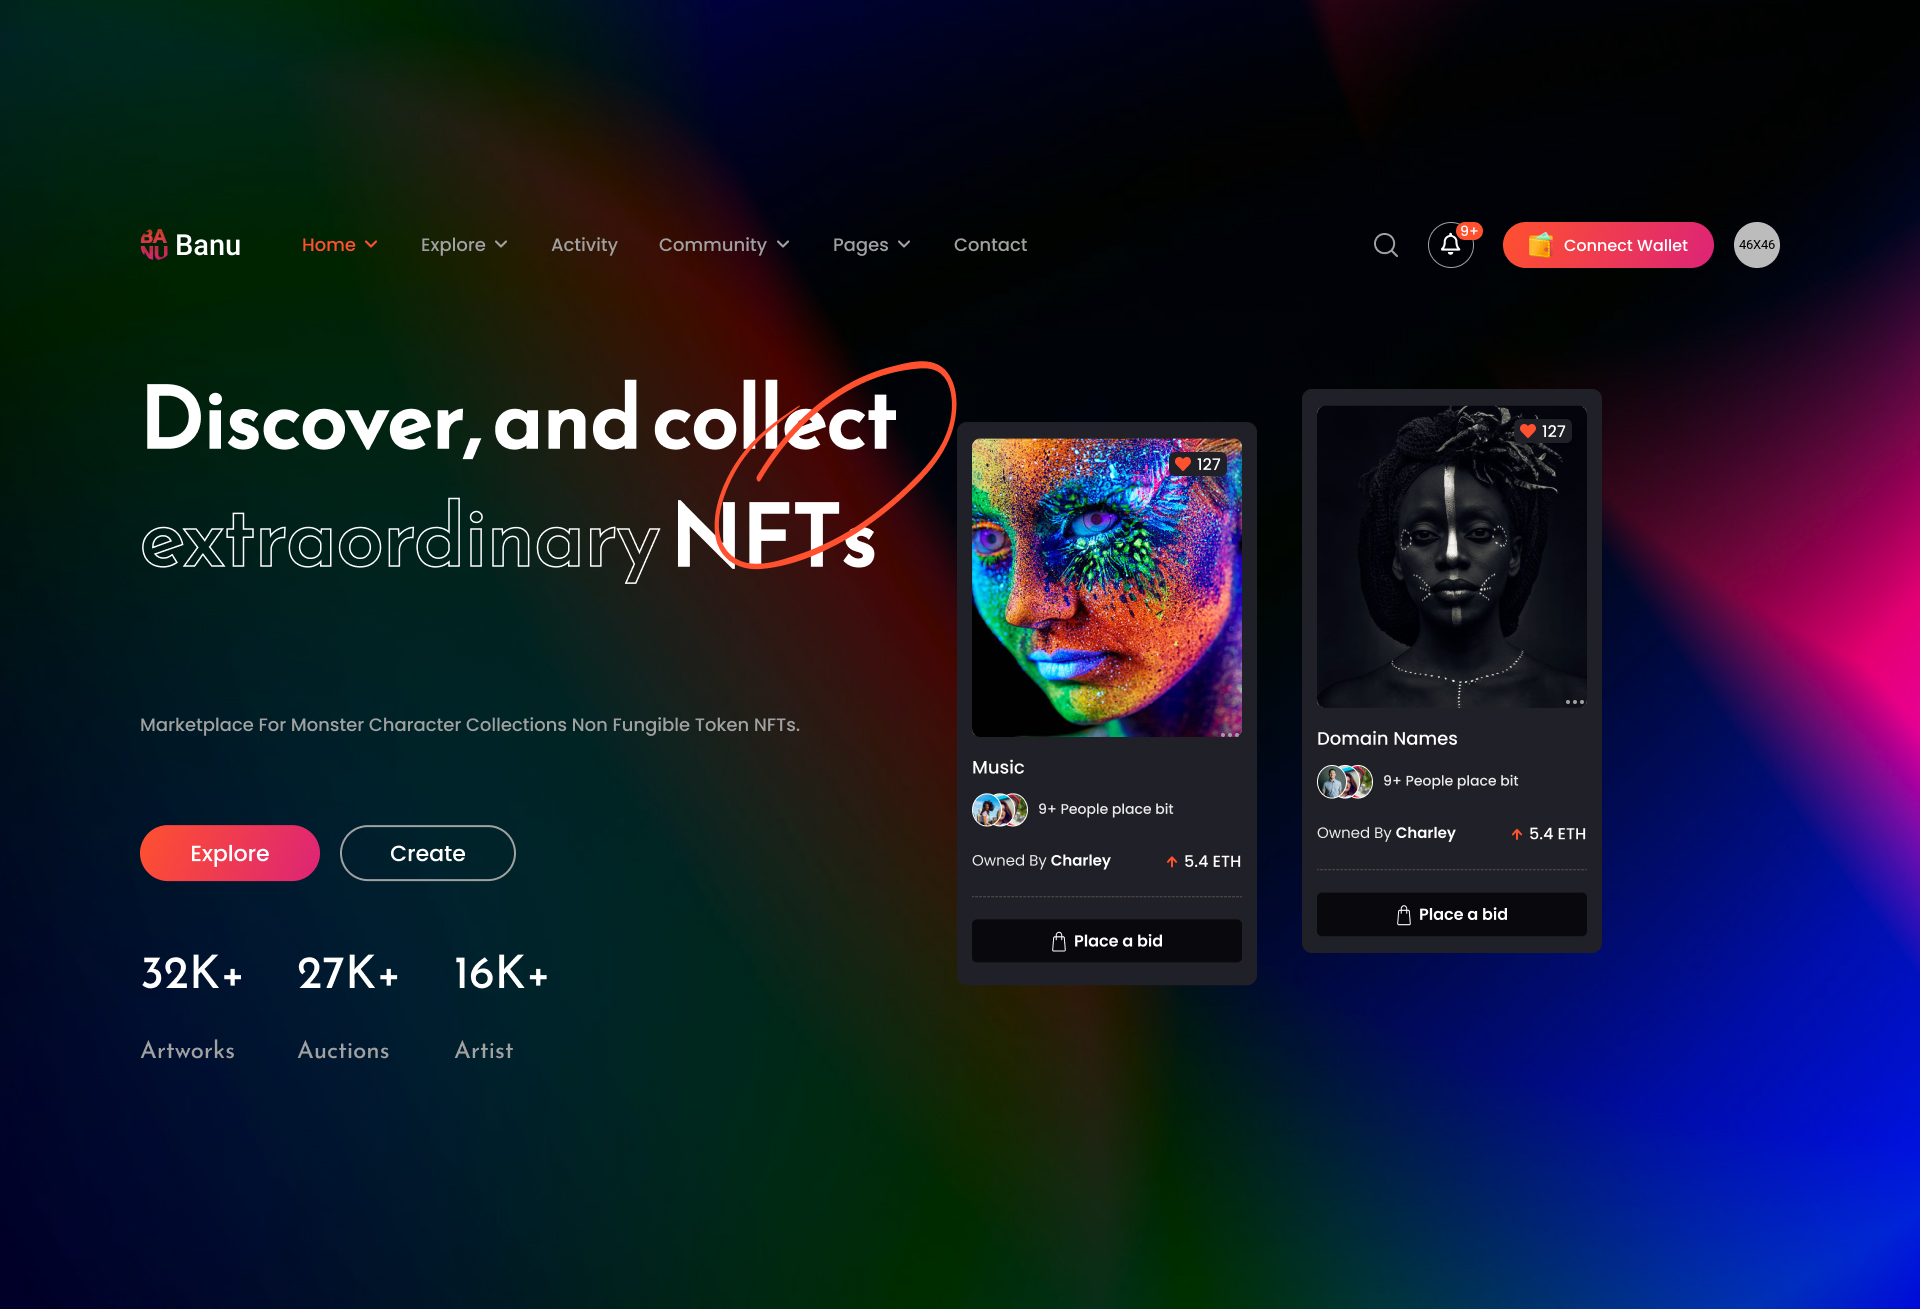 BA
NU Banu
Home Explore Activity Community Pages Contact
9+
Connect Wallet
46X46
Discover, and collect
extraordinary NFTs
Marketplace For Monster Character Collections Non Fungible Token NFTs.
Explore Create
32K+ 27K+ 16K+
Artworks Auctions Artist
127
Music
9+ People place bit
Owned By Charley 5.4 ETH
Place a bid
127
Domain Names
9+ People place bit
Owned By Charley 5.4 ETH
Place a bid